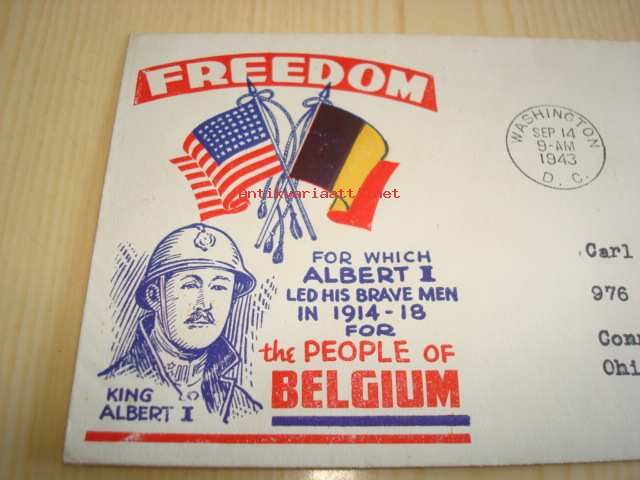 FREEDOM
Antikvariaatti.net
FOR WHICH
ALBERT I
LED HIS BRAVE MEN
IN 1914-18
FOR
the PEOPLE OF
BELGIUM
KING
ALBERT I
WASHINGTON
SEP 14
9-AM
1943
D. C.
Carl
976
Conn
Ohi